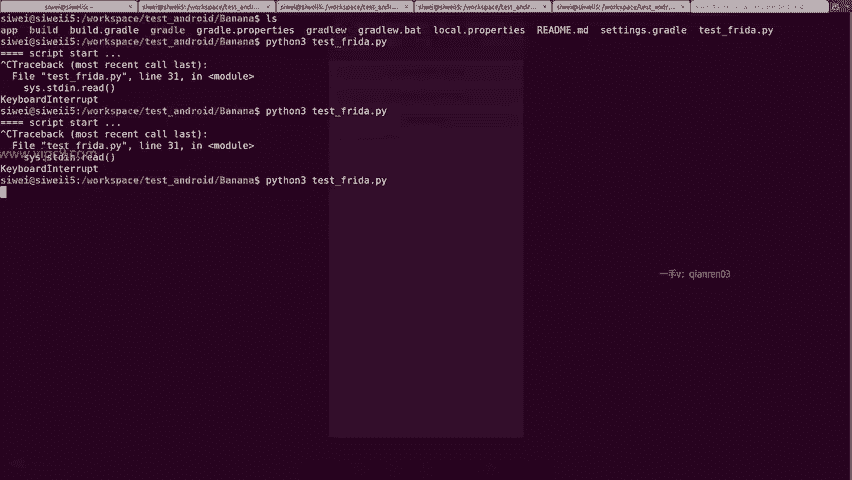 siwei@siweii5:/workspace/test_android/Banana$ ls
app build build.gradle gradle gradle.properties gradlew gradlew.bat local.properties README.md settings.gradle test_frida.py
siwei@siweii5:/workspace/test_android/Banana$ python3 test_frida.py
==== script start ...
^CTraceback (most recent call last):
File "test_frida.py", line 31, in <module>
sys.stdin.read()
KeyboardInterrupt
siwei@siweii5:/workspace/test_android/Banana$ python3 test_frida.py
==== script start ...
^CTraceback (most recent call last):
File "test_frida.py", line 31, in <module>
sys.stdin.read()
KeyboardInterrupt
siwei@siweii5:/workspace/test_android/Banana$ python3 test_frida.py
一手v: qianren03